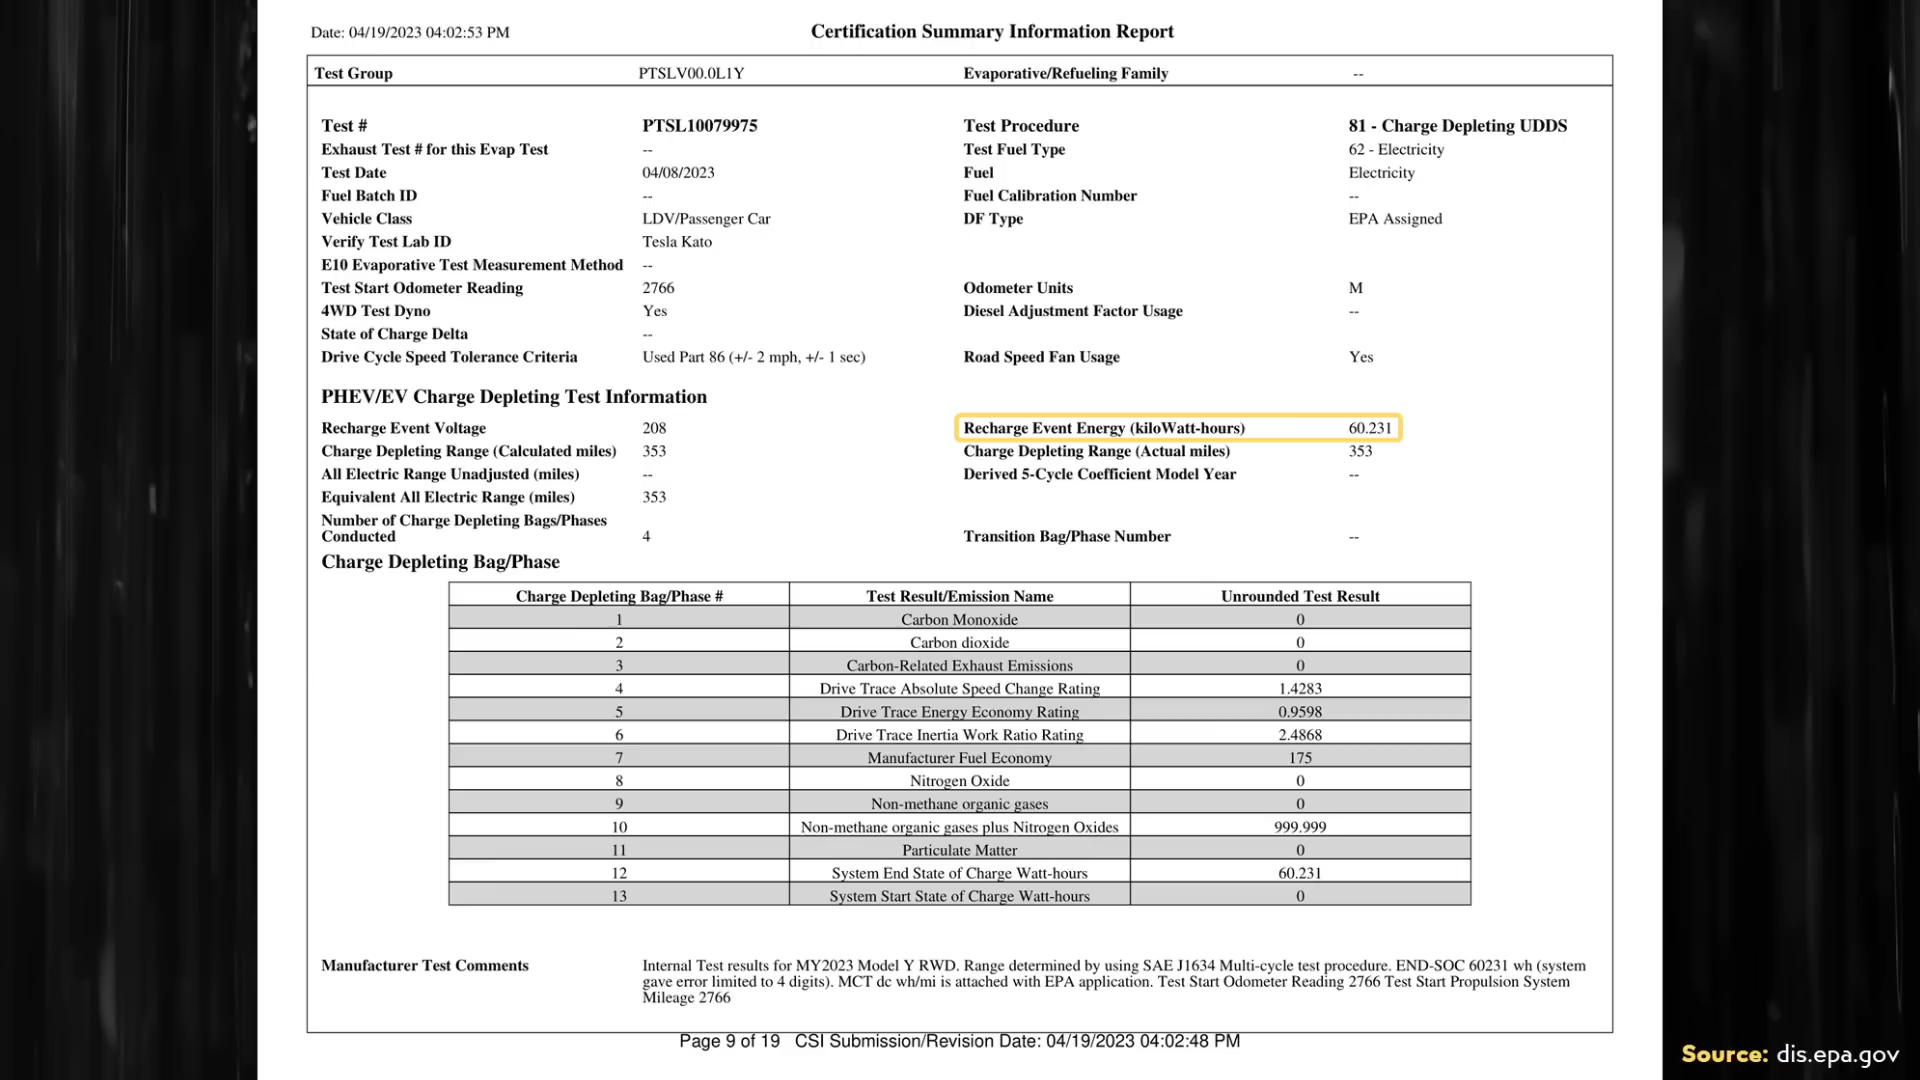 Date: 04/19/2023 04:02:53 PM Certification Summary Information Report
Test Group PTSLV00.0L1Y Evaporative/Refueling Family --
Test # PTSL10079975 Test Procedure 81 - Charge Depleting UDDS
Exhaust Test # for this Evap Test -- Test Fuel Type 62 - Electricity
Test Date 04/08/2023 Fuel Electricity
Fuel Batch ID -- Fuel Calibration Number --
Vehicle Class LDV/Passenger Car DF Type EPA Assigned
Verify Test Lab ID Tesla Kato
E10 Evaporative Test Measurement Method --
Test Start Odometer Reading 2766 Odometer Units M
4WD Test Dyno Yes Diesel Adjustment Factor Usage --
State of Charge Delta --
Drive Cycle Speed Tolerance Criteria Used Part 86 (+/- 2 mph, +/- 1 sec) Road Speed Fan Usage Yes
PHEV/EV Charge Depleting Test Information
Recharge Event Voltage 208 Recharge Event Energy (kiloWatt-hours) 60.231
Charge Depleting Range (Calculated miles) 353 Charge Depleting Range (Actual miles) 353
All Electric Range Unadjusted (miles) -- Derived 5-Cycle Coefficient Model Year --
Equivalent All Electric Range (miles) 353
Number of Charge Depleting Bags/Phases
Conducted 4 Transition Bag/Phase Number --
Charge Depleting Bag/Phase
Charge Depleting Bag/Phase # Test Result/Emission Name Unrounded Test Result
1 Carbon Monoxide 0
2 Carbon dioxide 0
3 Carbon-Related Exhaust Emissions 0
4 Drive Trace Absolute Speed Change Rating 1.4283
5 Drive Trace Energy Economy Rating 0.9598
6 Drive Trace Inertia Work Ratio Rating 2.4868
7 Manufacturer Fuel Economy 175
8 Nitrogen Oxide 0
9 Non-methane organic gases 0
10 Non-methane organic gases plus Nitrogen Oxides 999.999
11 Particulate Matter 0
12 System End State of Charge Watt-hours 60.231
13 System Start State of Charge Watt-hours 0
Manufacturer Test Comments Internal Test results for MY2023 Model Y RWD. Range determined by using SAE J1634 Multi-cycle test procedure. END-SOC 60231 wh (system
gave error limited to 4 digits). MCT dc wh/mi is attached with EPA application. Test Start Odometer Reading 2766 Test Start Propulsion System
Mileage 2766
Page 9 of 19 CSI Submission/Revision Date: 04/19/2023 04:02:48 PM
Source: dis.epa.gov